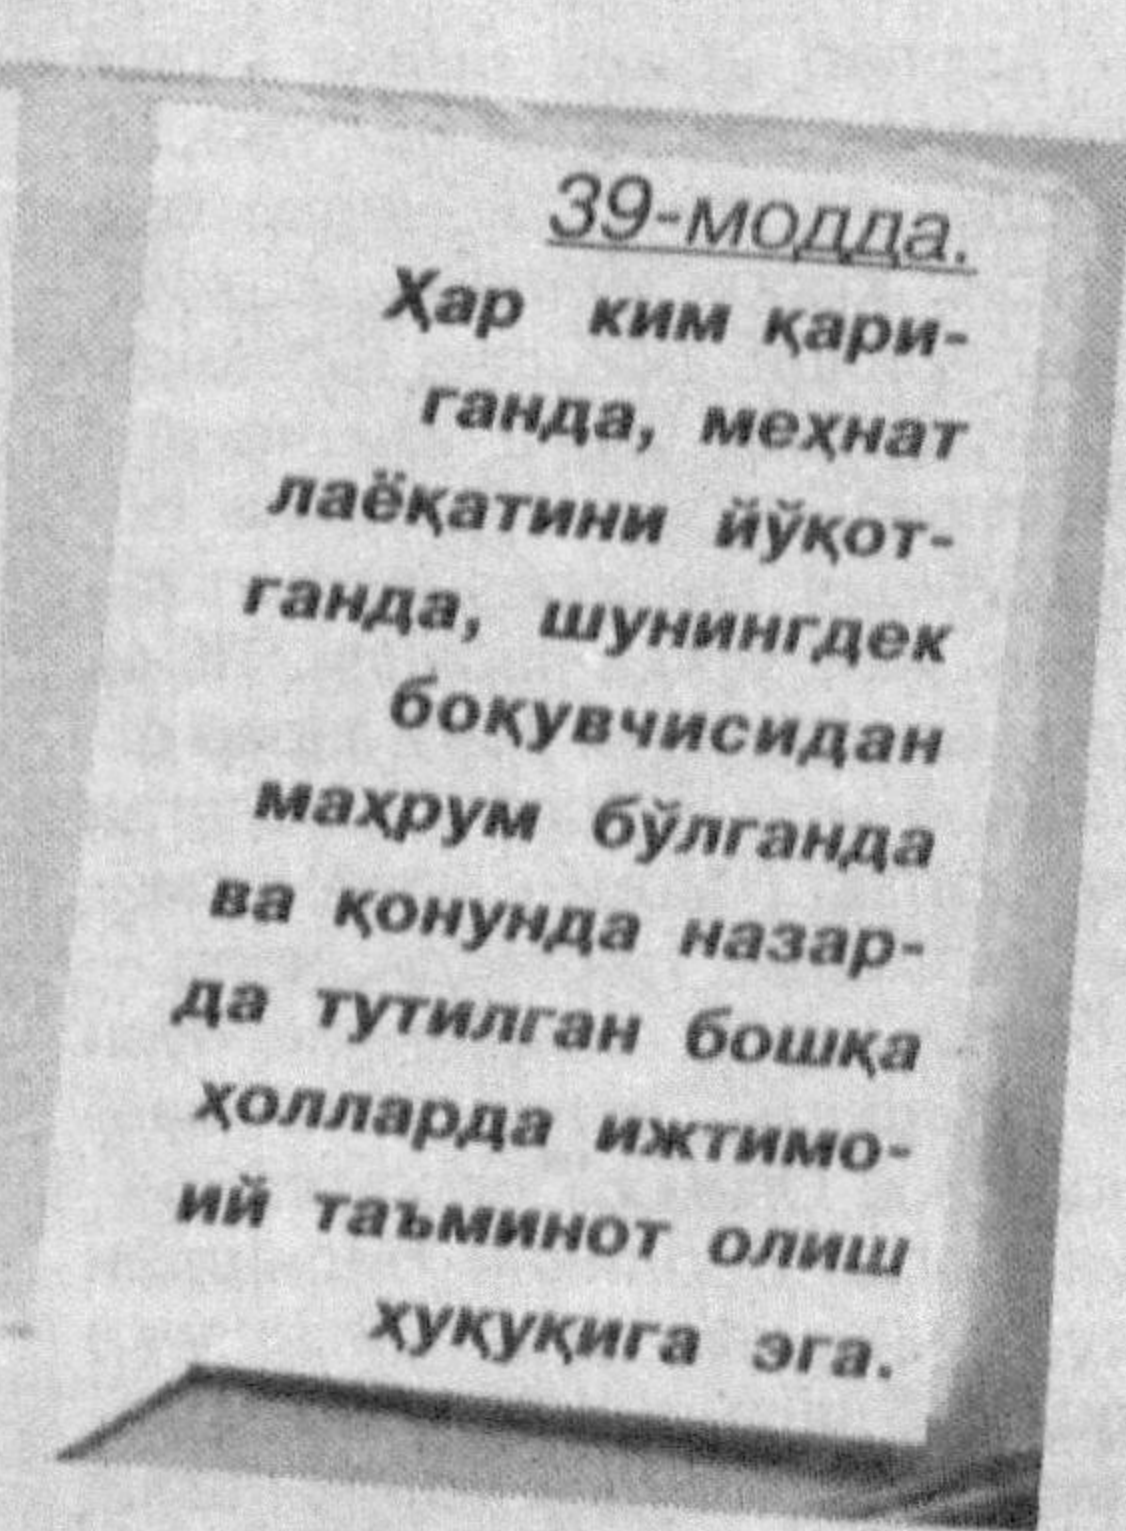 39-модда.
Ҳар ким қари-
ганда, меҳнат
лаёқатини йўқот-
ганда, шунингдек
боқувчисидан
маҳрум бўлганда
ва қонунда назар-
да тутилган бошқа
ҳолларда ижтимо-
ий таъминот олиш
ҳуқуқига эга.